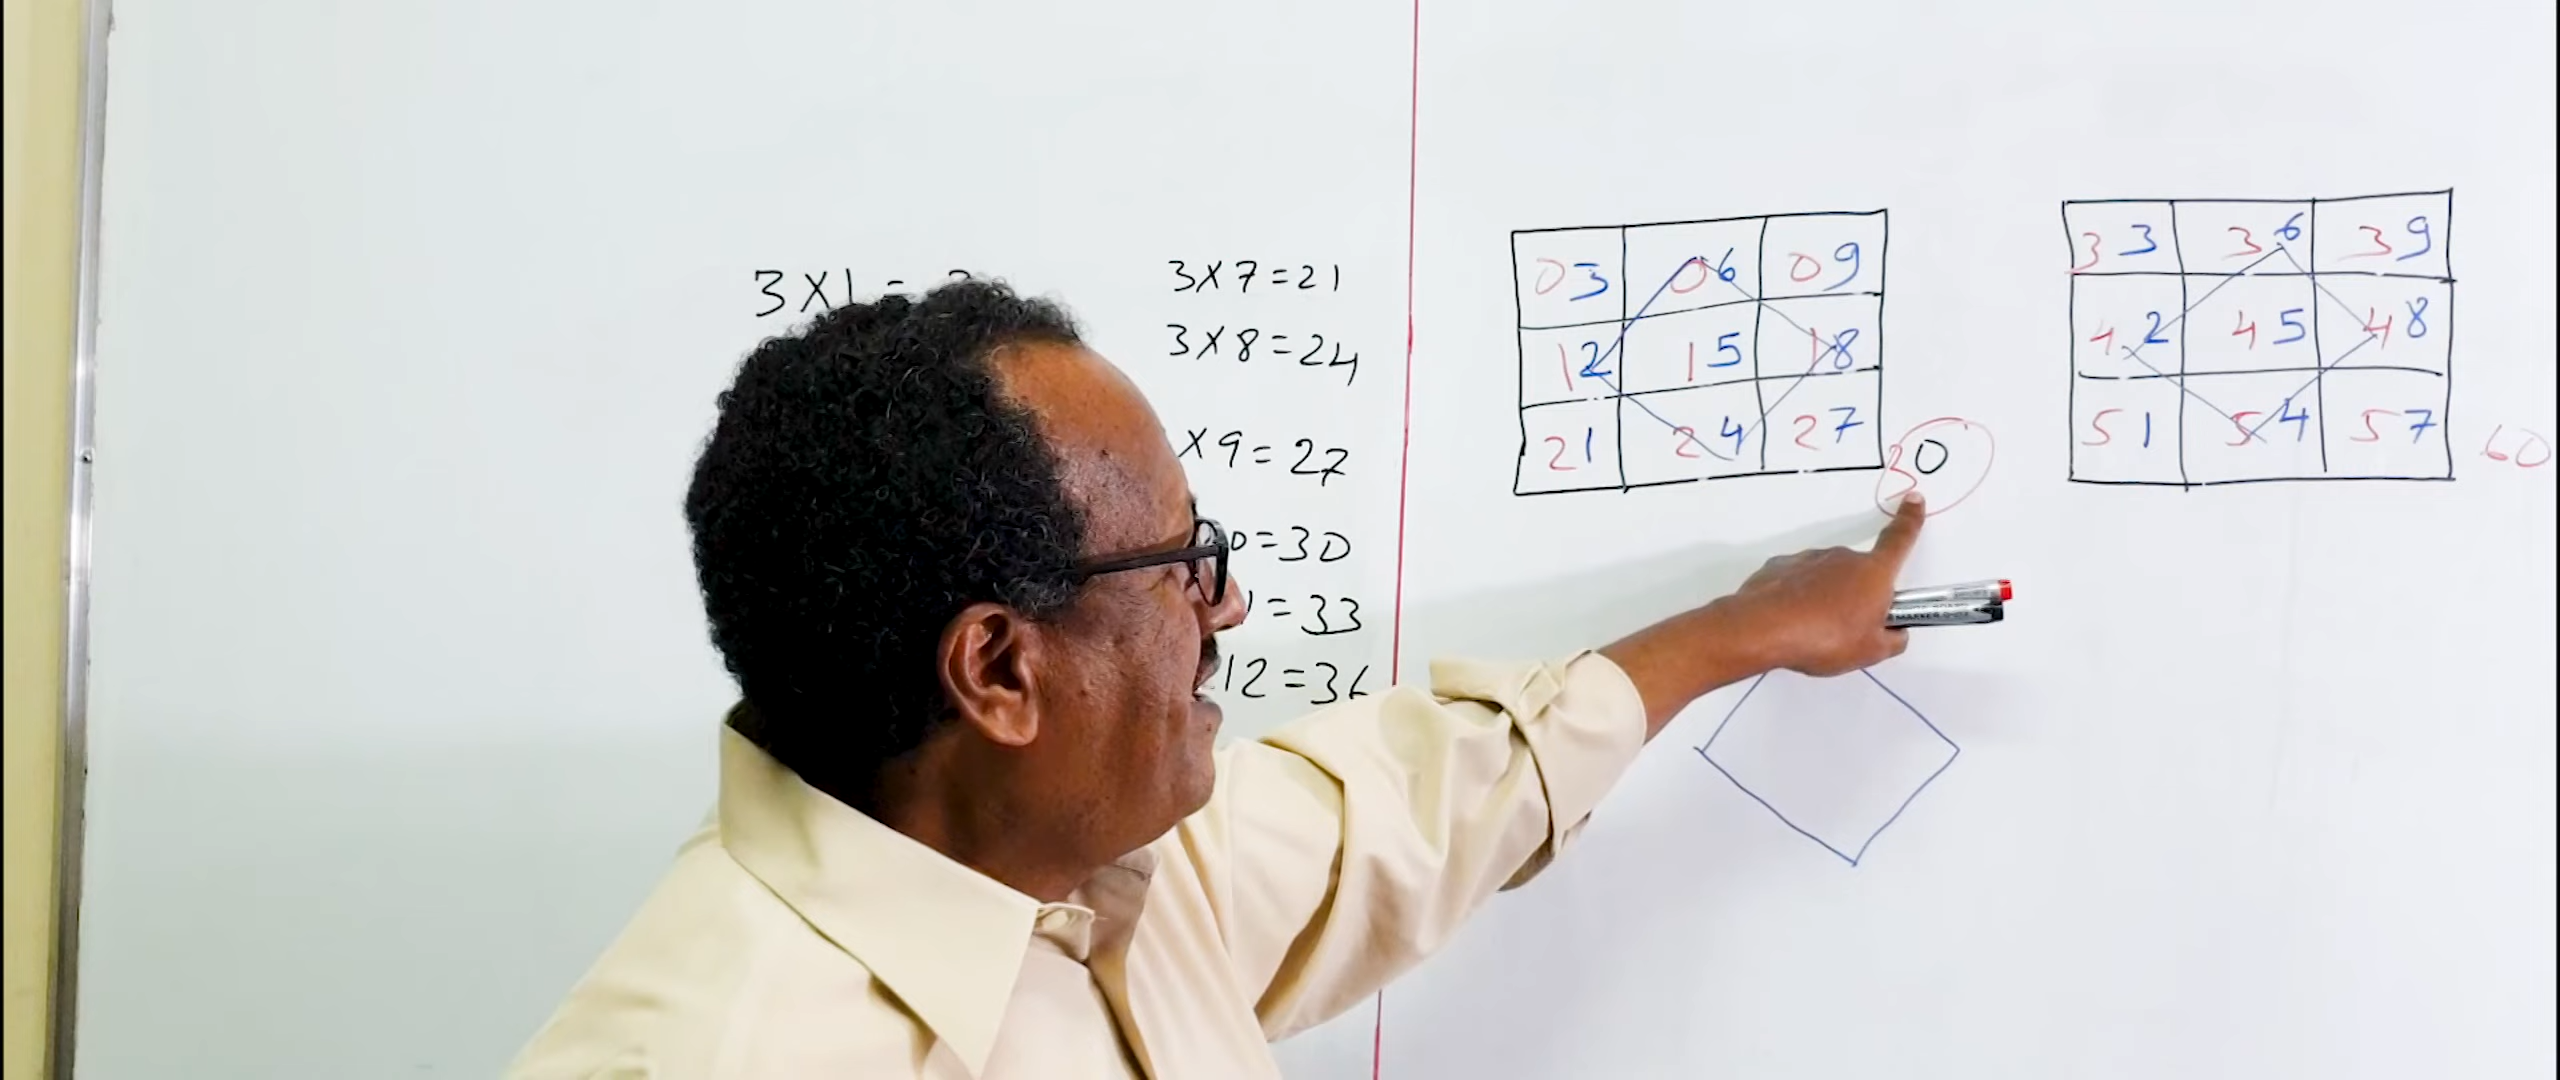 3X1=
3X7=21
3X8=24
X9=27
0=30
=33
12=36
03 06 09
12 15 18
21 24 27
30
33 36 39
42 45 48
51 54 57
60